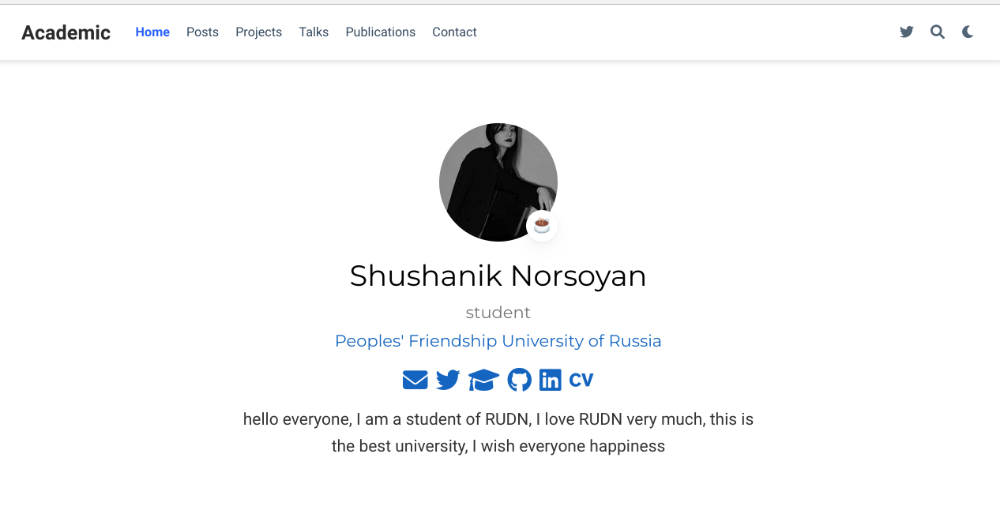 Academic Home Posts Projects Talks Publications Contact
Shushanik Norsoyan
student
Peoples' Friendship University of Russia
CV
hello everyone, I am a student of RUDN, I love RUDN very much, this is
the best university, I wish everyone happiness